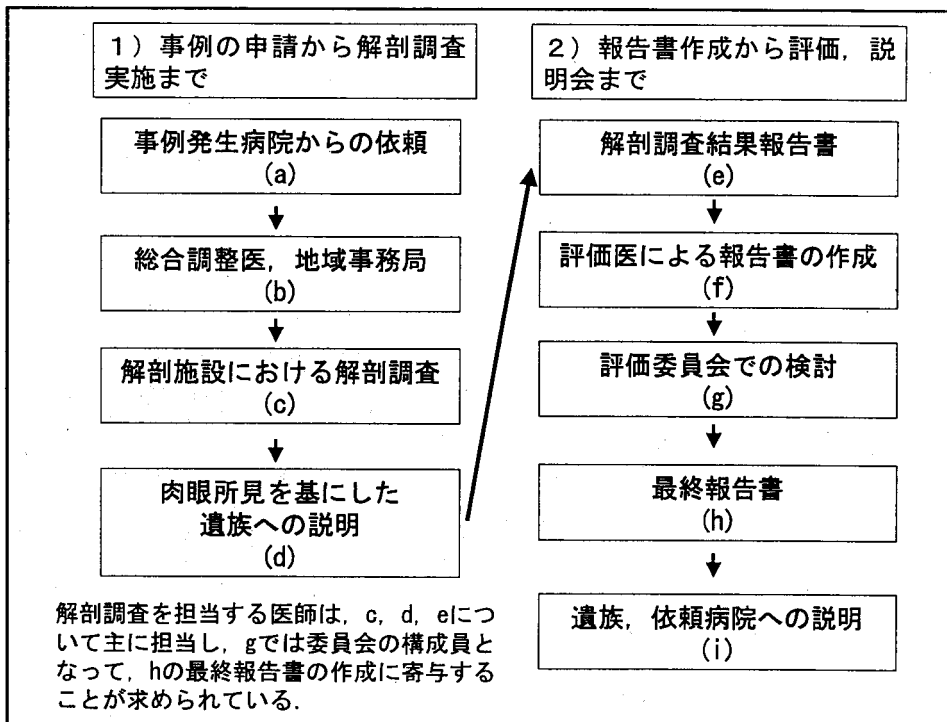 1）事例の申請から解剖調査
実施まで
事例発生病院からの依頼
(a)
総合調整医，地域事務局
(b)
解剖施設における解剖調査
(c)
肉眼所見を基にした
遺族への説明
(d)
解剖調査を担当する医師は，c, d, eにつ
いて主に担当し，gでは委員会の構成員と
なって，hの最終報告書の作成に寄与する
ことが求められている．
2）報告書作成から評価，説
明会まで
解剖調査結果報告書
(e)
評価医による報告書の作成
(f)
評価委員会での検討
(g)
最終報告書
(h)
遺族，依頼病院への説明
(i)